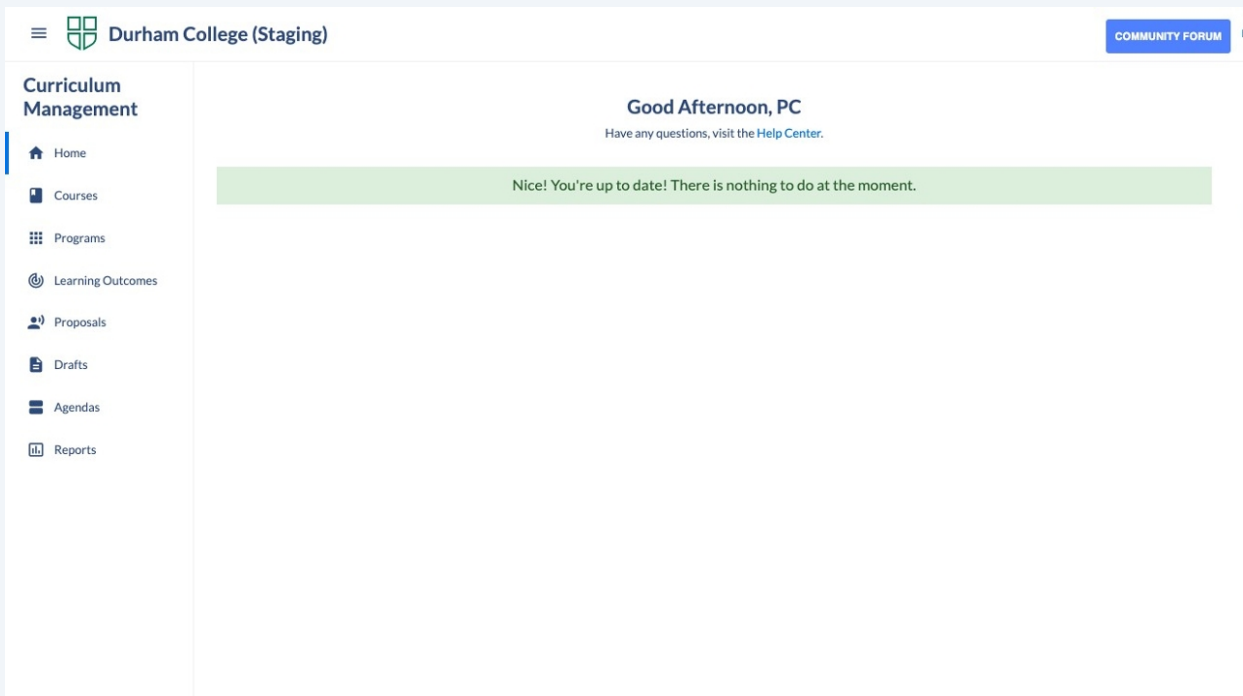 Durham College (Staging)
COMMUNITY FORUM
Curriculum
Management
Home
Courses
Programs
Learning Outcomes
Proposals
Drafts
Agendas
Reports
Good Afternoon, PC
Have any questions, visit the Help Center.
Nice! You're up to date! There is nothing to do at the moment.